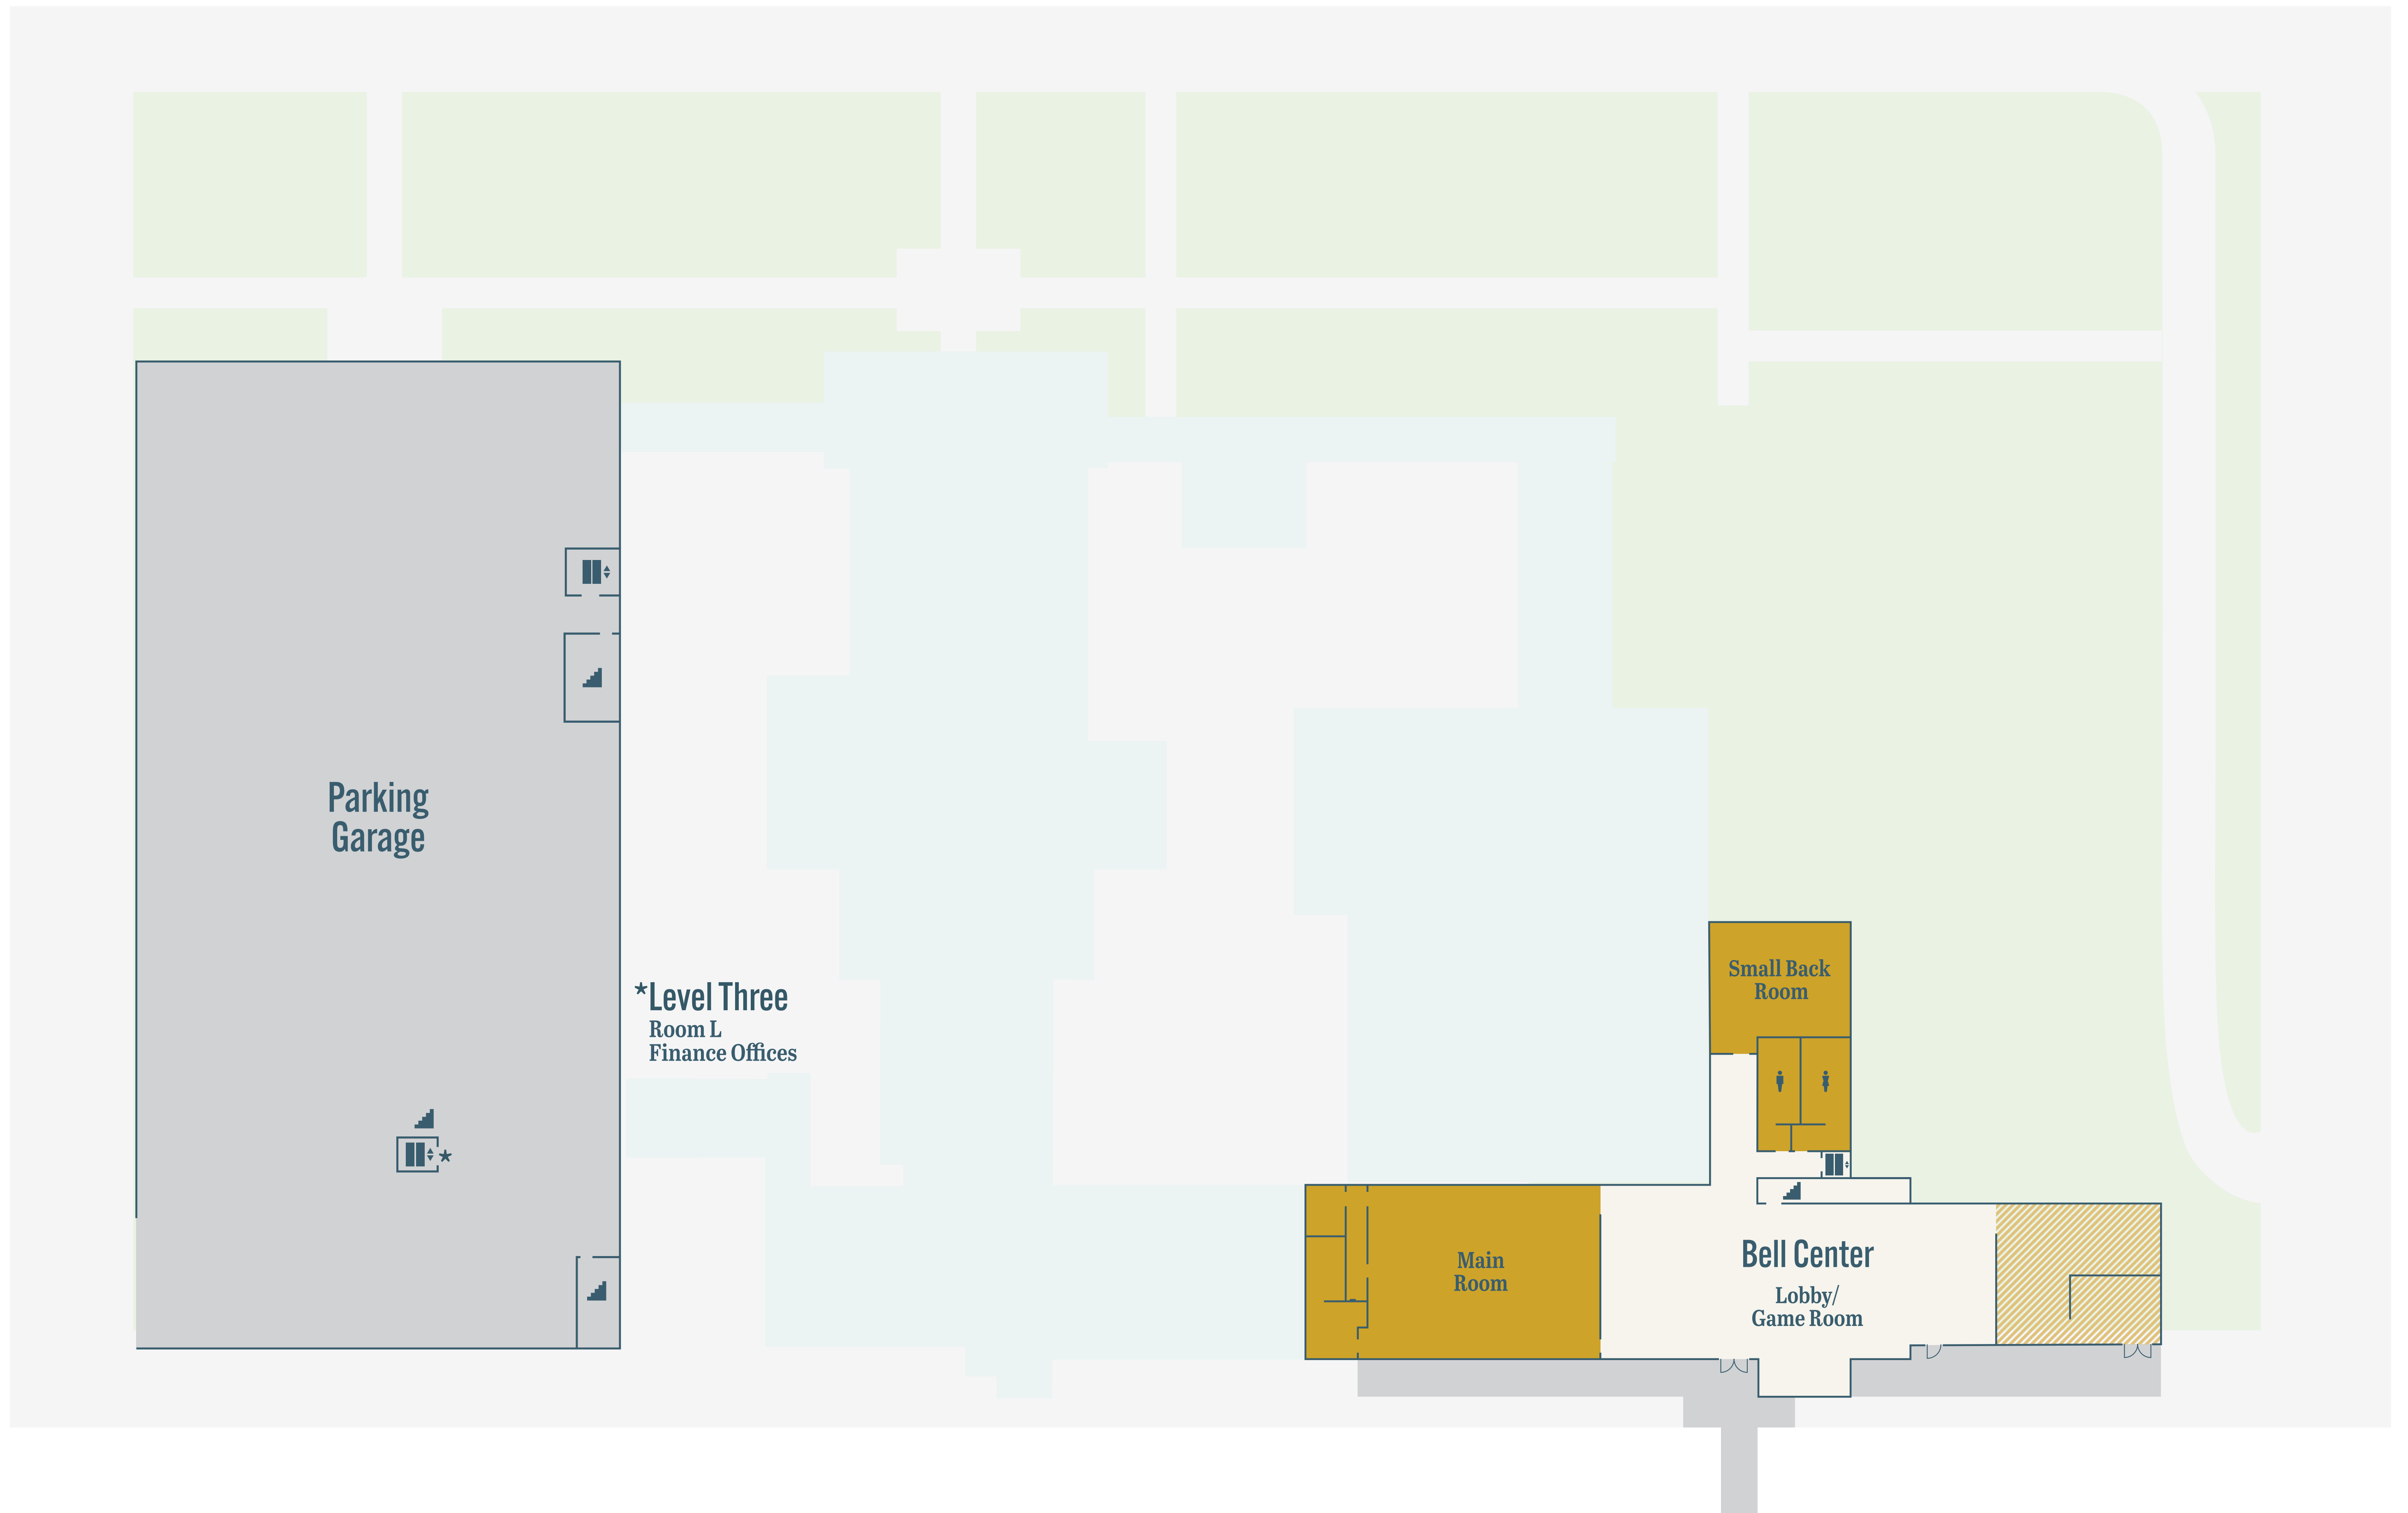 Parking
Garage
*Level Three
Room L
Finance Offices
*
Small Back
Room
Main
Room
Bell Center
Lobby/
Game Room